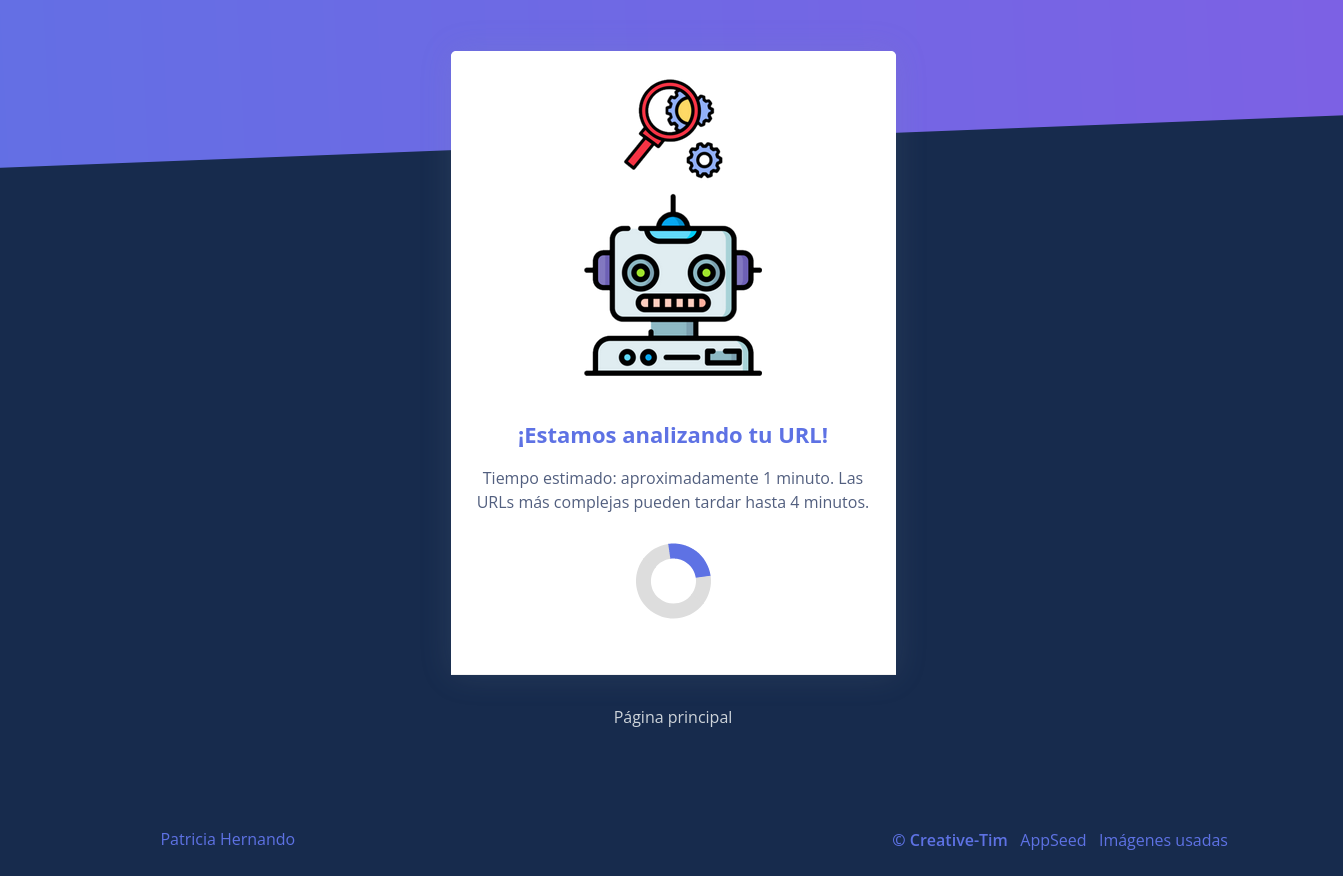 ¡Estamos analizando tu URL!
Tiempo estimado: aproximadamente 1 minuto. Las
URLs más complejas pueden tardar hasta 4 minutos.
Página principal
Patricia Hernando
© Creative-Tim AppSeed Imágenes usadas